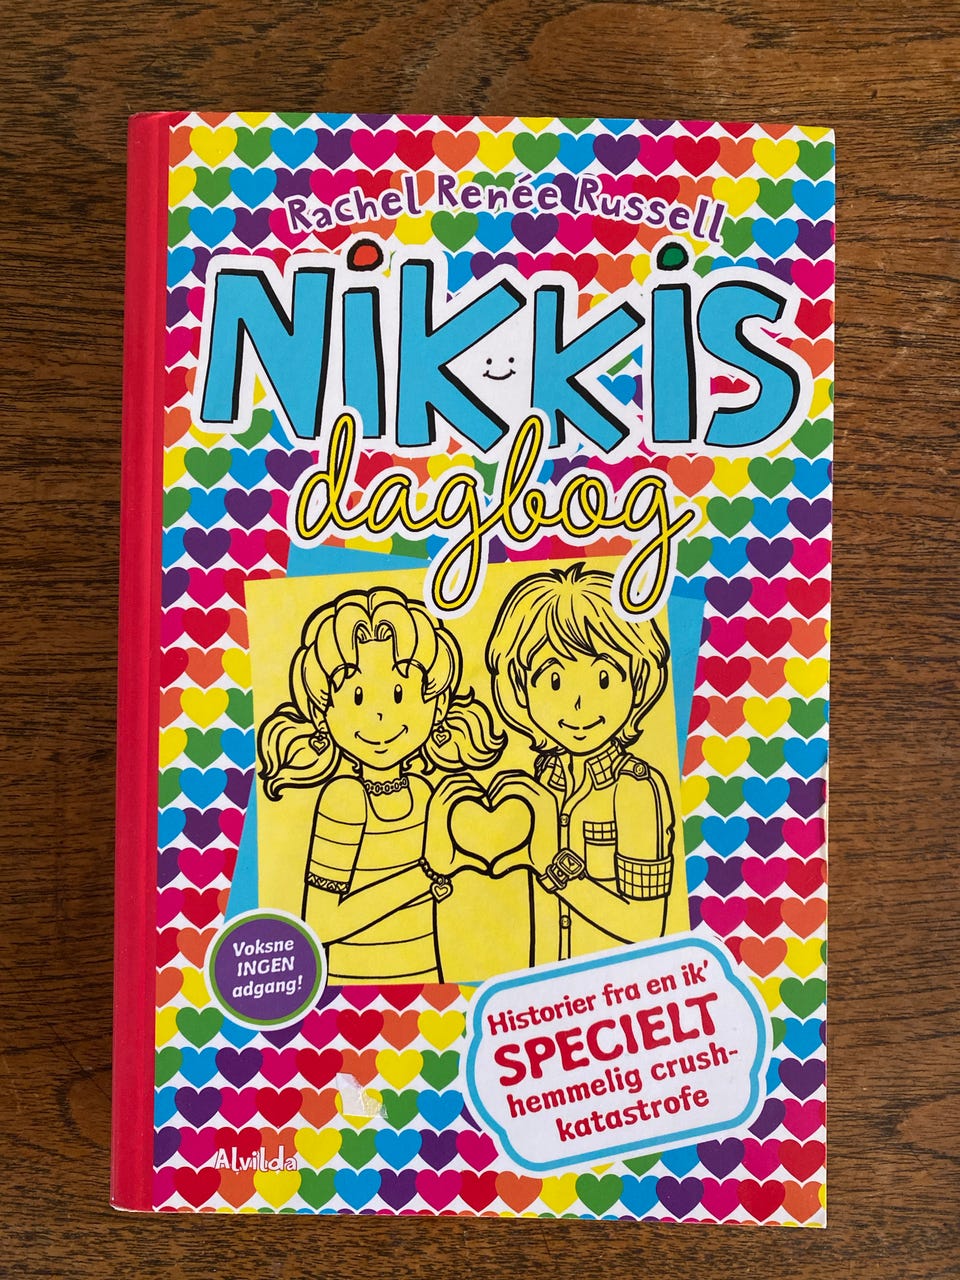 Rachel Renée Russell
NiKKiS
dagbog
Voksne
INGEN
adgang!
Historier fra en ik'
SPECIELT
hemmelig crush-
katastrofe
Alvilda